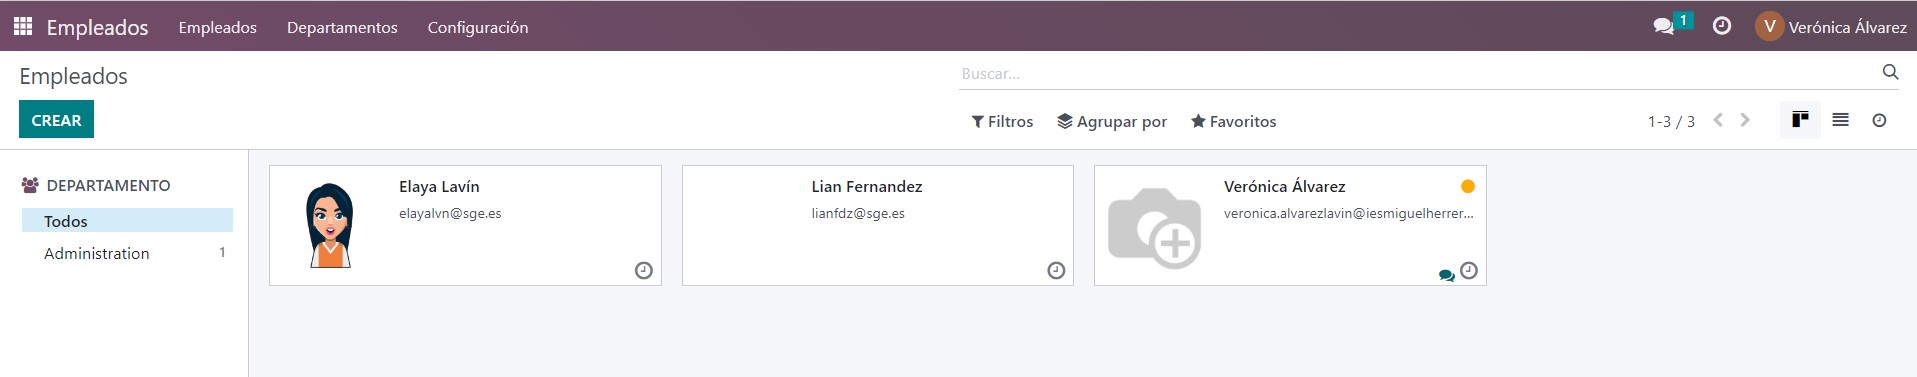 Empleados Empleados Departamentos Configuración 1 V Verónica Álvarez
Empleados Buscar...
CREAR Filtros Agrupar por Favoritos 1-3 / 3
DEPARTAMENTO
Todos
Administration 1
Elaya Lavín
elayalvn@sge.es
Lian Fernandez
lianfdz@sge.es
Verónica Álvarez
veronica.alvarezlavin@iesmiguelherrer...